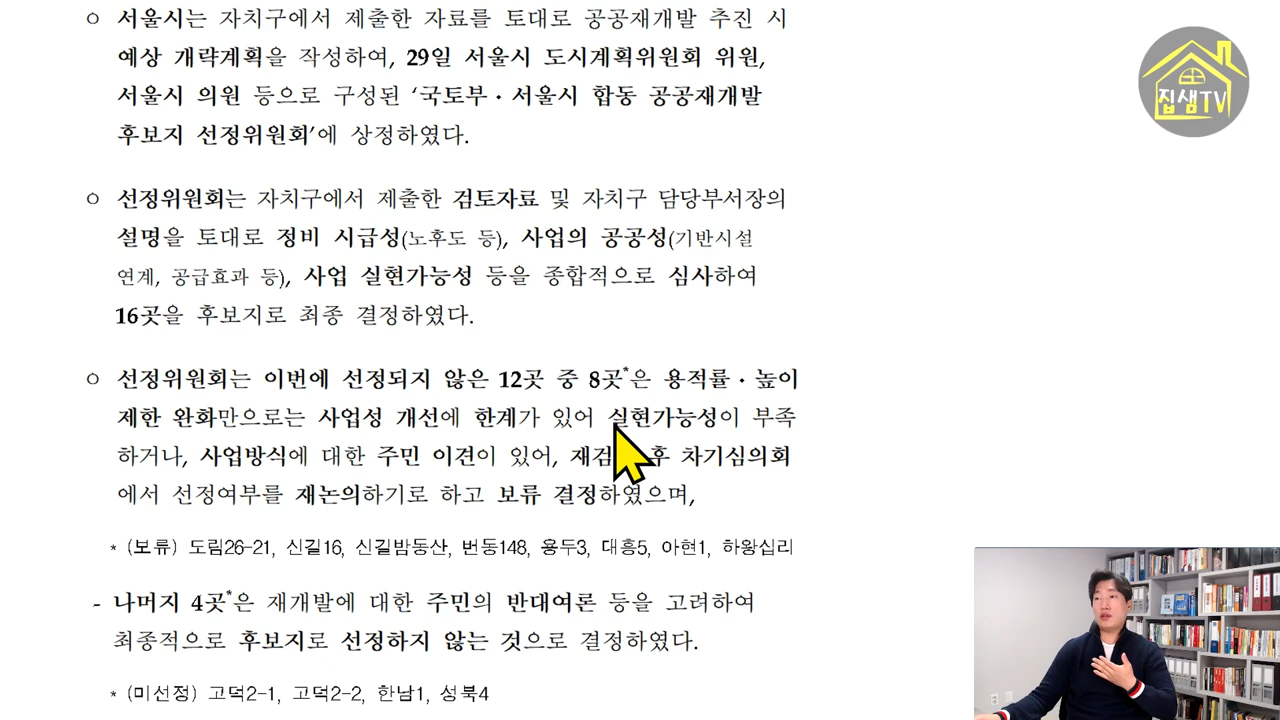 ○ 서울시는 자치구에서 제출한 자료를 토대로 공공재개발 추진 시
예상 개략계획을 작성하여, 29일 서울시 도시계획위원회 위원,
서울시 의원 등으로 구성된 ‘국토부·서울시 합동 공공재개발
후보지 선정위원회’에 상정하였다.
○ 선정위원회는 자치구에서 제출한 검토자료 및 자치구 담당부서장의
설명을 토대로 정비 시급성(노후도 등), 사업의 공공성(기반시설
연계, 공급효과 등), 사업 실현가능성 등을 종합적으로 심사하여
16곳을 후보지로 최종 결정하였다.
○ 선정위원회는 이번에 선정되지 않은 12곳 중 8곳*은 용적률·높이
제한 완화만으로는 사업성 개선에 한계가 있어 실현가능성이 부족
하거나, 사업방식에 대한 주민 이견이 있어, 재검 후 차기심의회
에서 선정여부를 재논의하기로 하고 보류 결정하였으며,
* (보류) 도림26-21, 신길16, 신길밤동산, 번동148, 용두3, 대흥5, 아현1, 하왕십리
- 나머지 4곳*은 재개발에 대한 주민의 반대여론 등을 고려하여
최종적으로 후보지로 선정하지 않는 것으로 결정하였다.
* (미선정) 고덕2-1, 고덕2-2, 한남1, 성북4
집샘TV